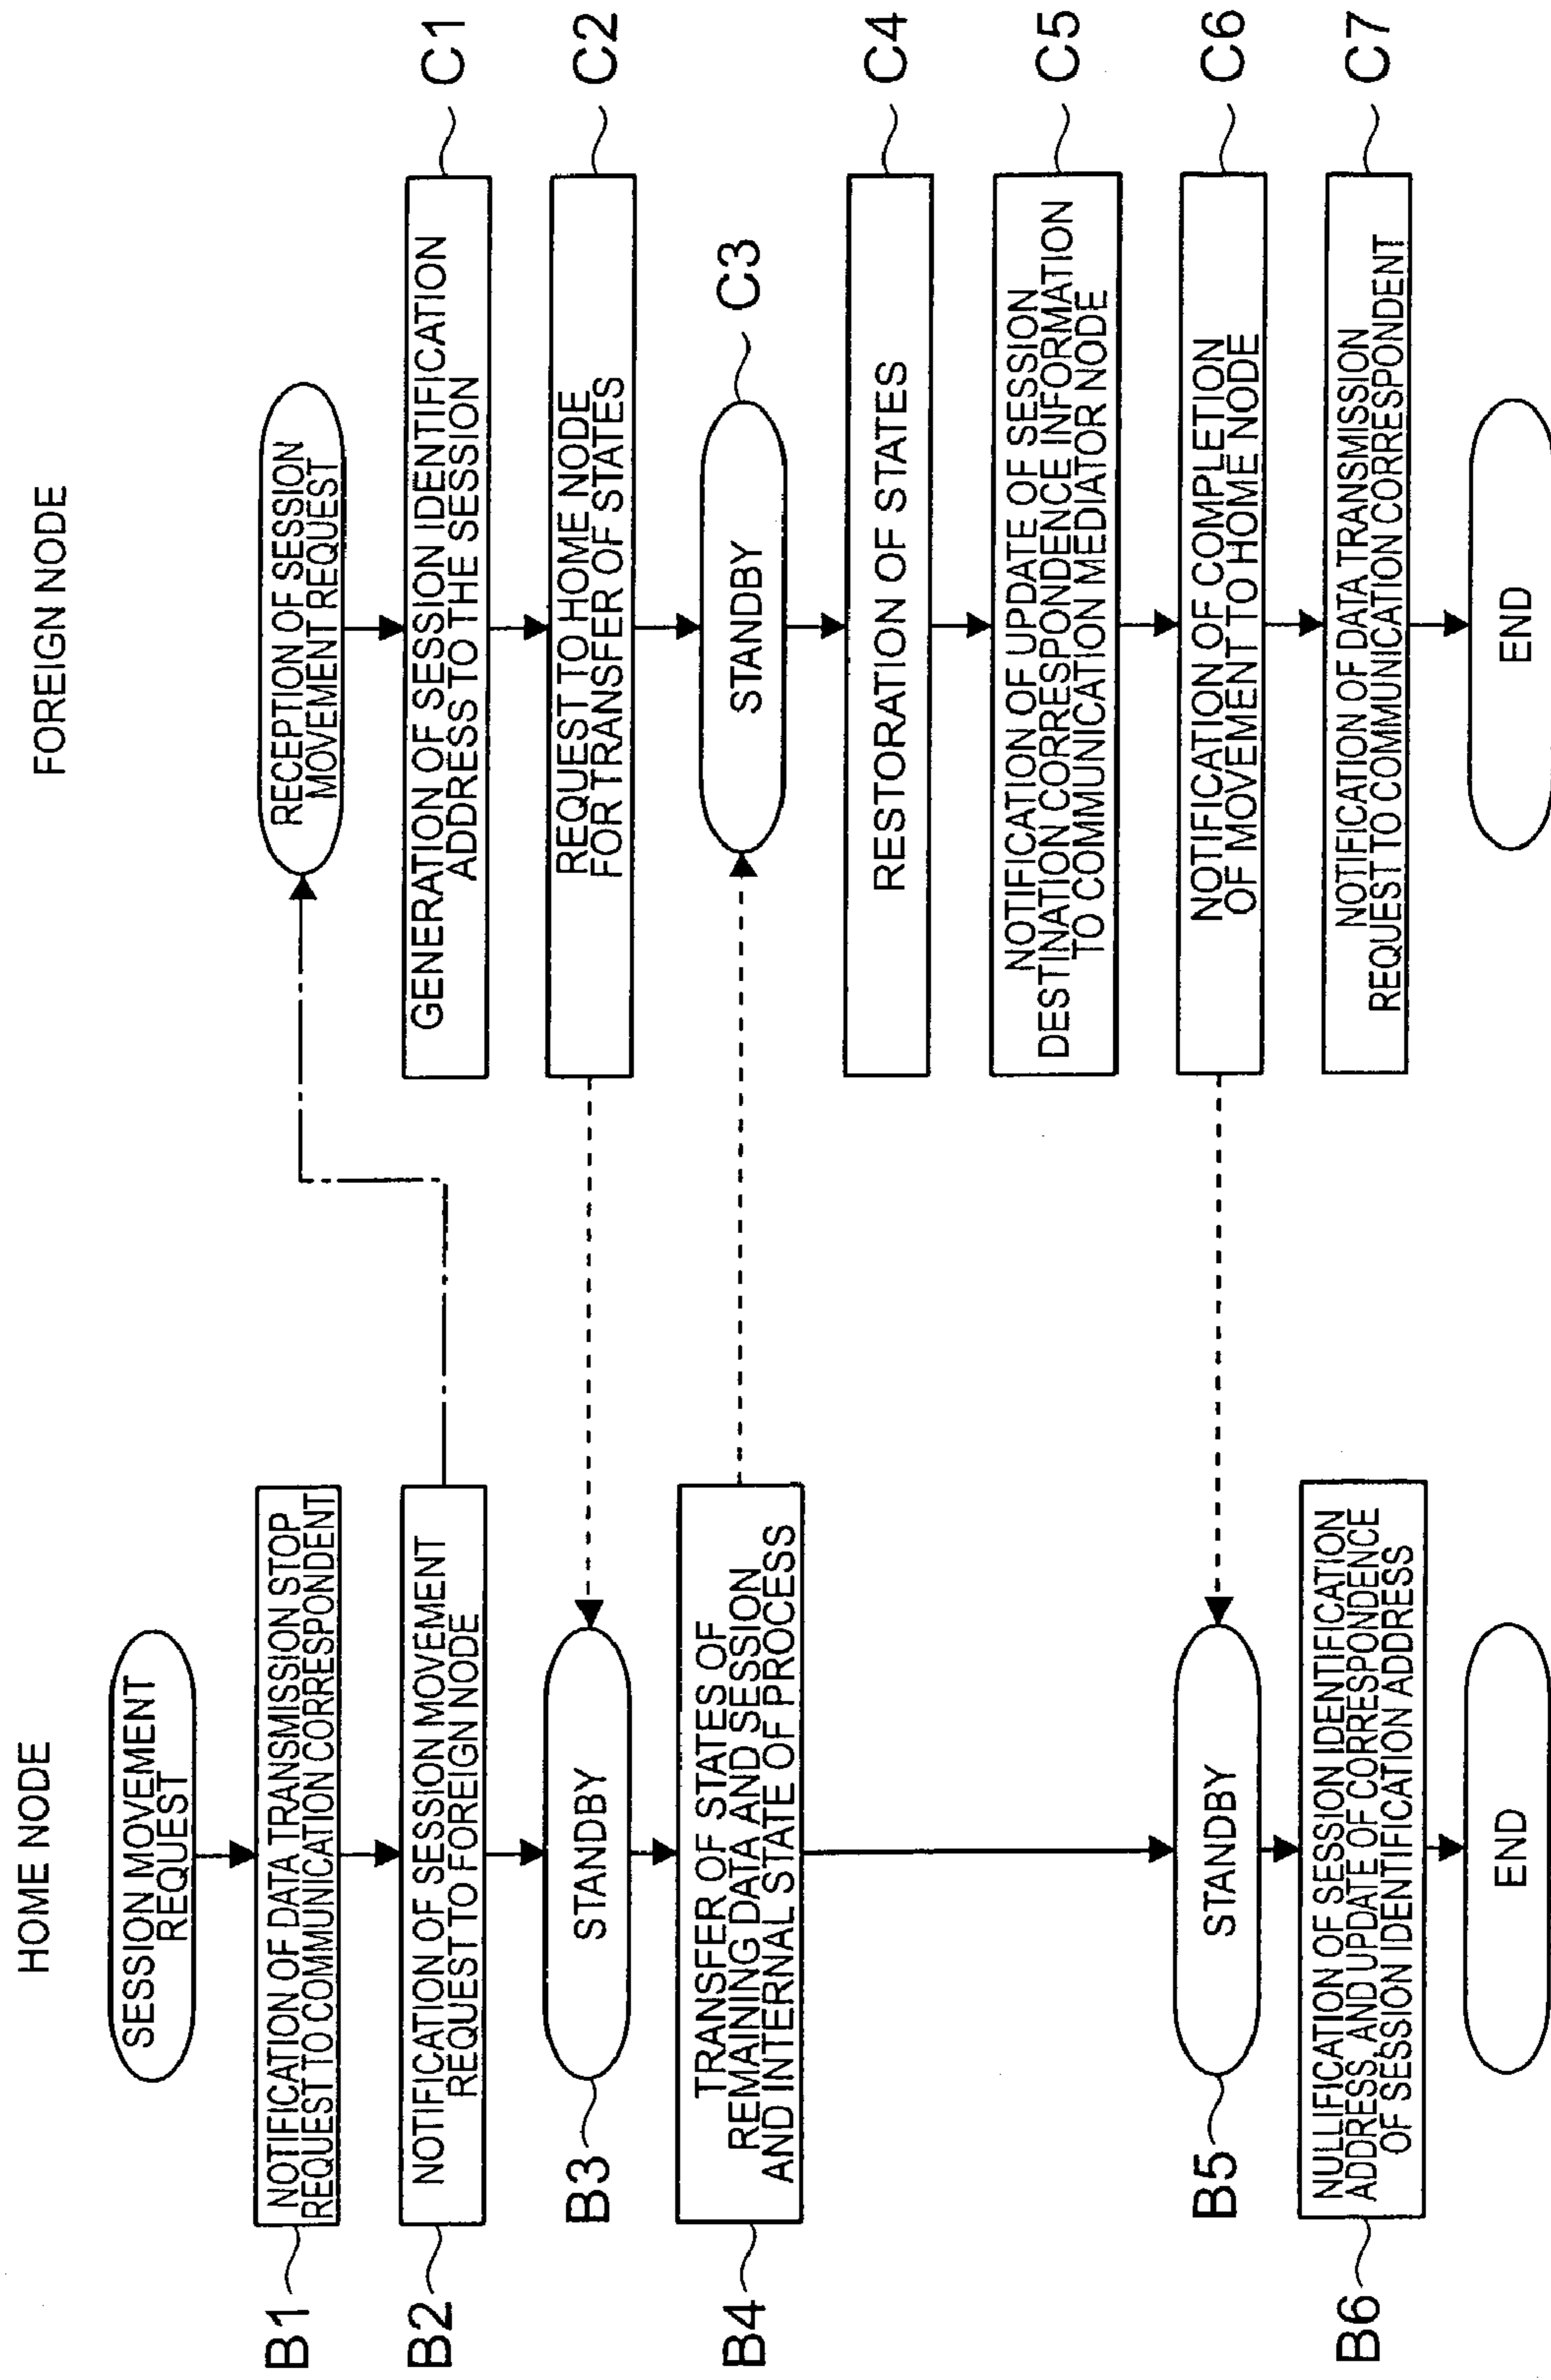 HOME NODE
SESSION MOVEMENT
REQUEST
B1
NOTIFICATION OF DATA TRANSMISSION STOP
REQUEST TO COMMUNICATION CORRESPONDENT
B2
NOTIFICATION OF SESSION MOVEMENT
REQUEST TO FOREIGN NODE
B3
STANDBY
B4
TRANSFER OF STATES OF
REMAINING DATA AND SESSION
AND INTERNAL STATE OF PROCESS
B5
STANDBY
B6
NULLIFICATION OF SESSION IDENTIFICATION
ADDRESS, AND UPDATE OF CORRESPONDENCE
OF SESSION IDENTIFICATION ADDRESS
END
FOREIGN NODE
RECEPTION OF SESSION
MOVEMENT REQUEST
GENERATION OF SESSION IDENTIFICATION
ADDRESS TO THE SESSION
C1
REQUEST TO HOME NODE
FOR TRANSFER OF STATES
C2
STANDBY
C3
RESTORATION OF STATES
C4
NOTIFICATION OF UPDATE OF SESSION
DESTINATION CORRESPONDENCE INFORMATION
TO COMMUNICATION MEDIATOR NODE
C5
NOTIFICATION OF COMPLETION
OF MOVEMENT TO HOME NODE
C6
NOTIFICATION OF DATA TRANSMISSION
REQUEST TO COMMUNICATION CORRESPONDENT
C7
END